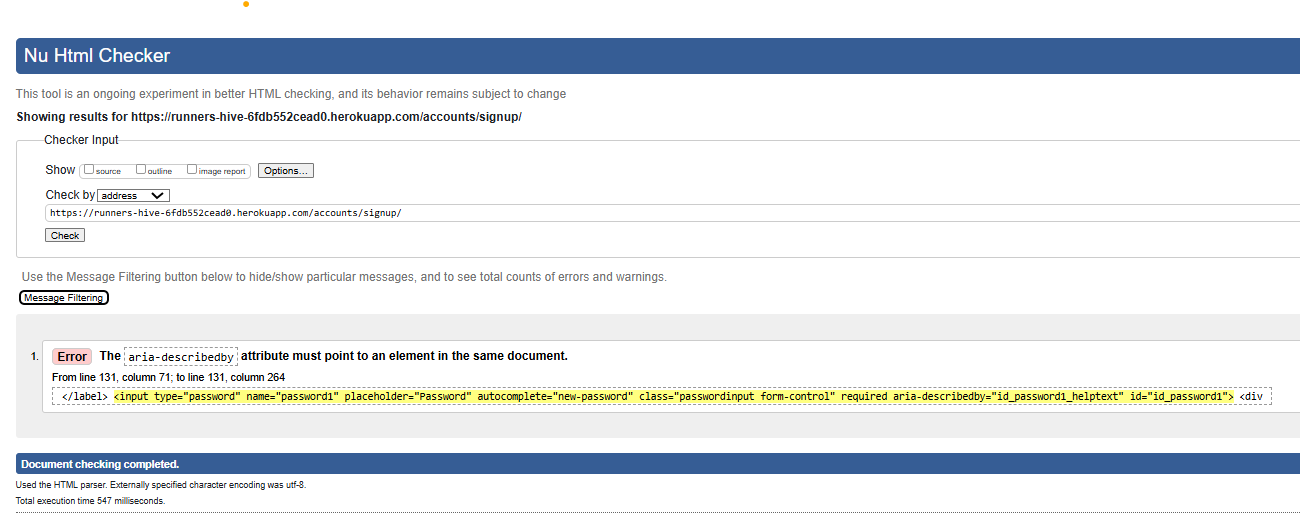 Nu Html Checker
This tool is an ongoing experiment in better HTML checking, and its behavior remains subject to change
Showing results for https://runners-hive-6fdb552cead0.herokuapp.com/accounts/signup/
Checker Input
Show source outline image report Options...
Check by address
https://runners-hive-6fdb552cead0.herokuapp.com/accounts/signup/
Check
Use the Message Filtering button below to hide/show particular messages, and to see total counts of errors and warnings.
Message Filtering
1. Error The aria-describedby attribute must point to an element in the same document.
From line 131, column 71; to line 131, column 264
</label> <input type="password" name="password1" placeholder="Password" autocomplete="new-password" class="passwordinput form-control" required aria-describedby="id_password1_helptext" id="id_password1"> <div
Document checking completed.
Used the HTML parser. Externally specified character encoding was utf-8.
Total execution time 547 milliseconds.